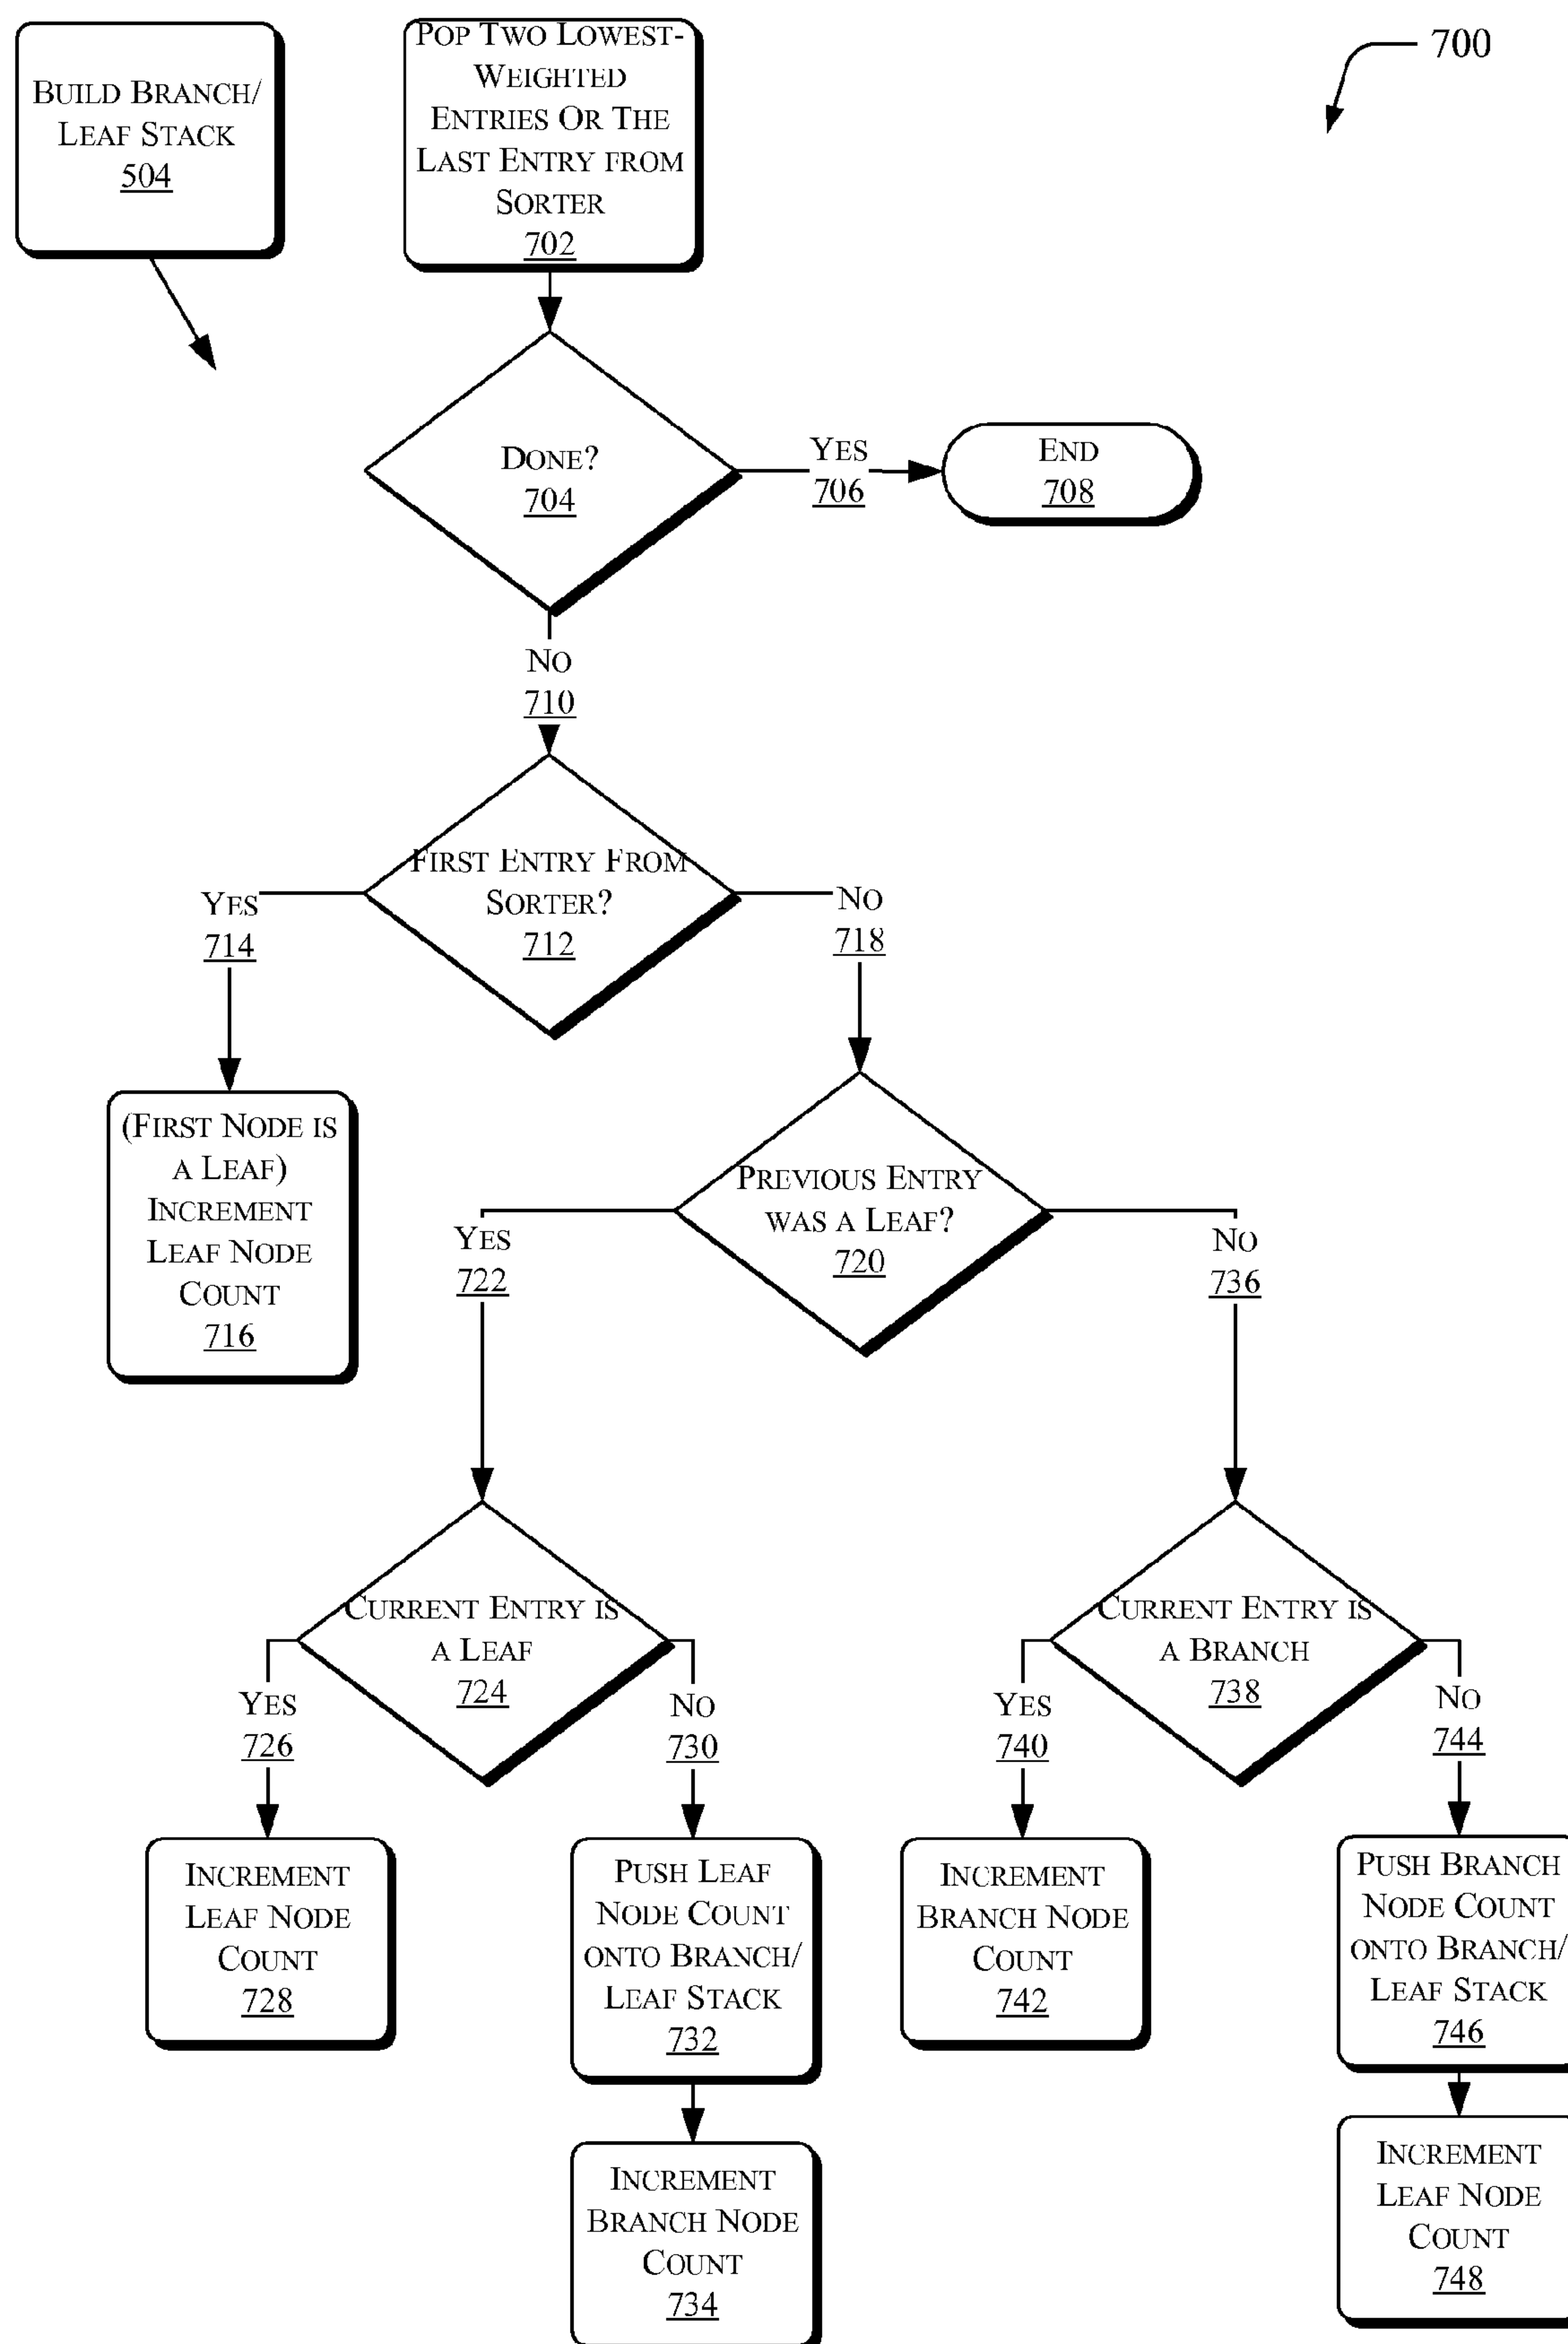 BUILD BRANCH/
LEAF STACK
504
POP TWO LOWEST-
WEIGHTED
ENTRIES OR THE
LAST ENTRY FROM
SORTER
702
700
DONE?
704
YES
706
END
708
NO
710
FIRST ENTRY FROM
SORTER?
712
YES
714
NO
718
(FIRST NODE IS
A LEAF)
INCREMENT
LEAF NODE
COUNT
716
PREVIOUS ENTRY
WAS A LEAF?
720
YES
722
NO
736
CURRENT ENTRY IS
A LEAF
724
YES
726
NO
730
CURRENT ENTRY IS
A BRANCH
738
YES
740
NO
744
INCREMENT
LEAF NODE
COUNT
728
PUSH LEAF
NODE COUNT
ONTO BRANCH/
LEAF STACK
732
INCREMENT
BRANCH NODE
COUNT
742
PUSH BRANCH
NODE COUNT
ONTO BRANCH/
LEAF STACK
746
INCREMENT
BRANCH NODE
COUNT
734
INCREMENT
LEAF NODE
COUNT
748